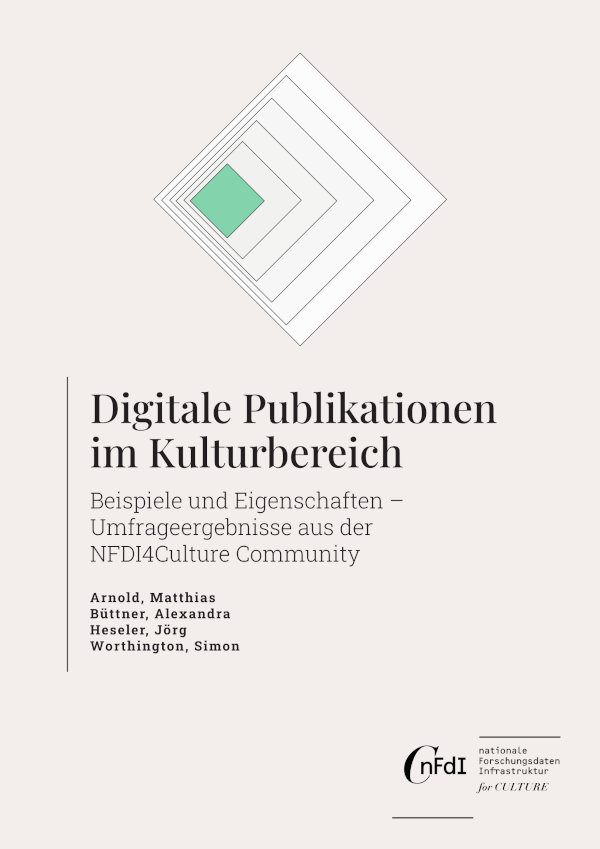 Digitale Publikationen
im Kulturbereich
Beispiele und Eigenschaften –
Umfrageergebnisse aus der
NFDI4Culture Community
Arnold, Matthias
Büttner, Alexandra
Heseler, Jörg
Worthington, Simon
CnFdI
nationale
Forschungsdaten
Infrastruktur
for CULTURE